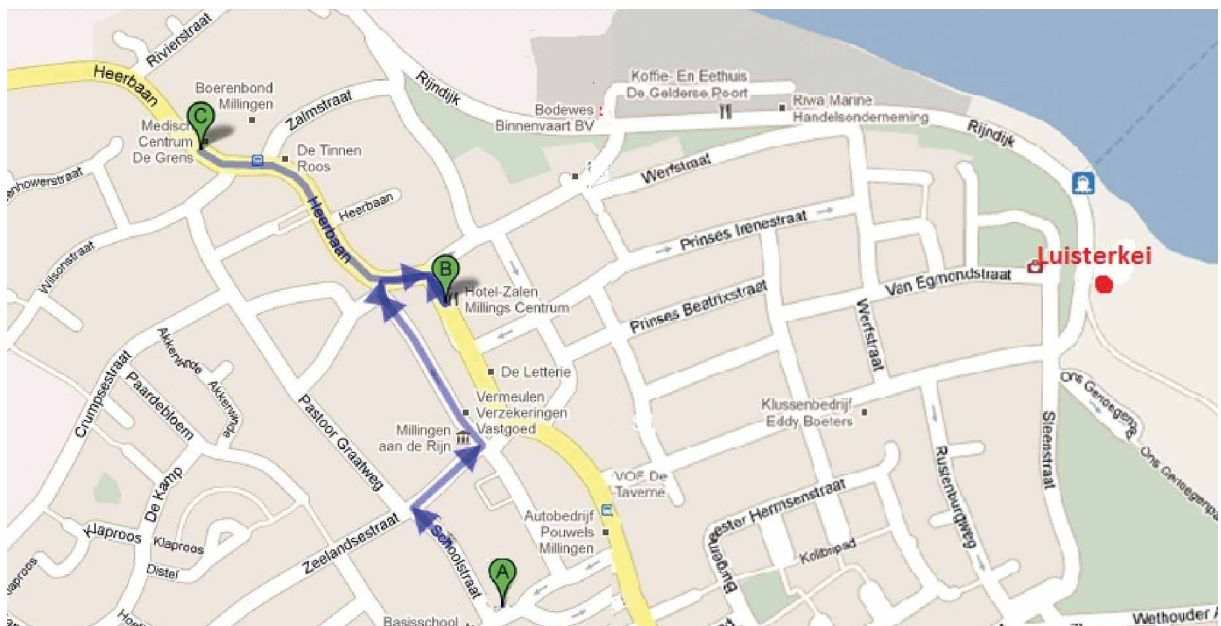 Rivierstraat
Heerbaan
Boerenbond
Millingen
Zalmstraat
Rijndijk
Koffie- En Eethuis
De Gelderse Poort
Bodewes
Binnenvaart BV
Riwa Marine
Handelsonderneming
Rijndijk
C
Medisch
Centrum
De Grens
De Tinnen
Roos
Werfstraat
enhowerstraat
Heerbaan
Heerbaan
Prinses Irenestraat
Wilsonstraat
B
Hotel-Zalen
Millings Centrum
Luisterkei
Van Egmondstraat
Prinses Beatrixstraat
Werfstraat
Akkerwinde
Akkerwinde
Crumpsestraat
Paardebloem
De Letterie
Vermeulen
Verzekeringen
Vastgoed
Millingen
aan de Rijn
Pastoor Graatweg
Klussenbedrijf
Eddy Boeters
Ons Genoegen
Steenstraat
De Kamp
VOF De
Taverne
Rustenburgweg
Klaproos
Klaproos
Distel
Klaproos
Zeelandsestraat
Schoolstraat
Autobedrijf
Pouwels
Millingen
A
Kolibripad
Basisschool
Wethouder A